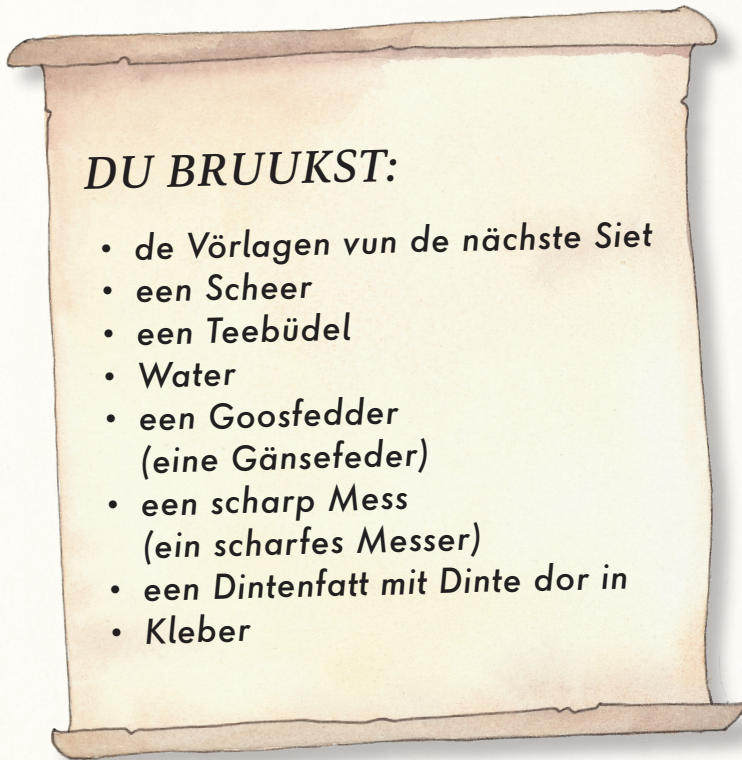 DU BRUUKST:
• de Vörlagen vun de nächste Siet
• een Scheer
• een Teebüdel
• Water
• een Goosfedder
(eine Gänsefeder)
• een scharp Mess
(ein scharfes Messer)
• een Dintenfatt mit Dinte dor in
• Kleber